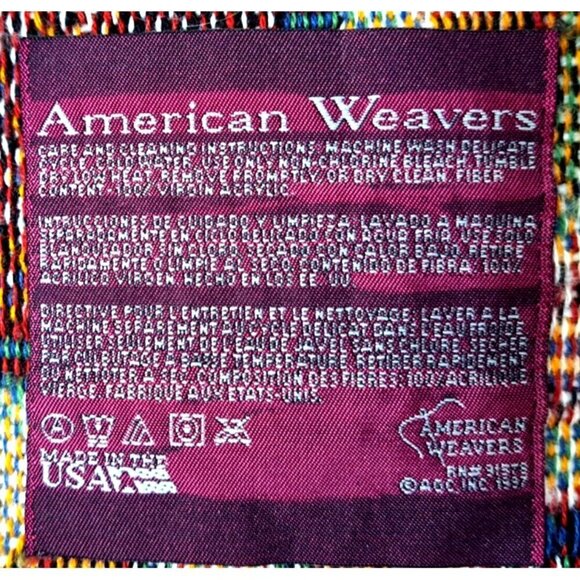 American Weavers
CARE AND CLEANING INSTRUCTIONS. MACHINE WASH DELICATE
CYCLE COLD WATER. USE ONLY NON-CHLORINE BLEACH. TUMBLE
DRY LOW HEAT. REMOVE PROMPTLY OR DRY CLEAN. FIBER
CONTENT -100% VIRGIN ACRYLIC.
INTRUCCIONES DE CUIDADO Y LIMPIEZA. LAVADO A MAQUINA
SEPARADAMENTE EN CICLO DELICADO CON AGUA FRIA. USE SOLO
BLANQUADOR SIN CLORO. SECADO CON CALOR BAJO. RETIRE
RAPIDAMENTE O LIMPIE AL SECO. CONTENIDO DE FIBRA: 100%
ACRILICO VIRGEN. HECHO EN LOS EE. UU.
DIRECTIVE POUR L'ENTRETIEN ET LE NETTOYAGE. LAVER A LA
MACHINE SEPAREMENT AU CYCLE DELICAT DANS L'EAU FROIDE
UTILISER SEULEMENT DE L'EAU DE JAVEL SANS CHLORE. SECHER
PAR CULBUTAGE A BASSE TEMPERATURE. RETIRER RAPIDEMENT
OU NETTOYER A SEC. COMPOSITION DES FIBRES: 100% ACRILIQUE
VIERGE. FABRIQUE AUX ETATS-UNIS.
A
MADE IN THE
USA
AMERICAN
WEAVERS
RN# 91578
© AOC, INC 1997